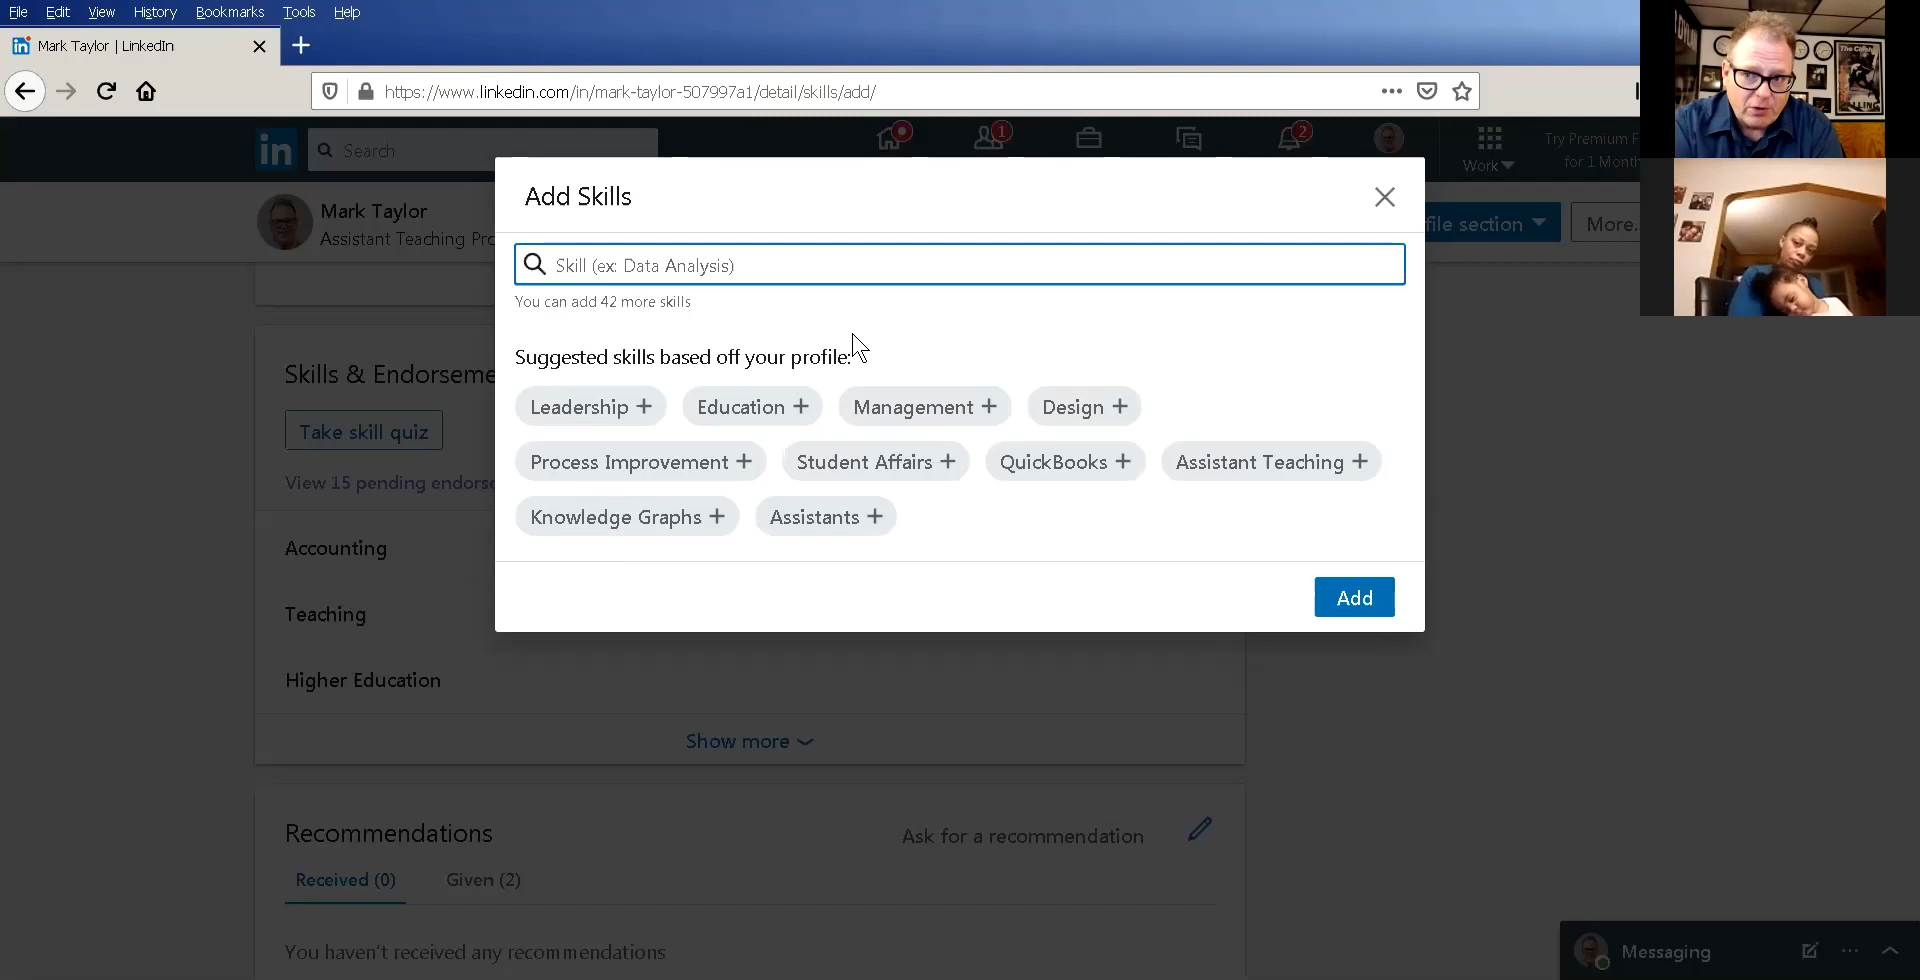 File Edit View History Bookmarks Tools Help
in Mark Taylor | LinkedIn
https://www.linkedin.com/in/mark-taylor-507997a1/detail/skills/add/
in Search 1 2
Work
Try Premium F
for 1 Month
Mark Taylor
Assistant Teaching Pro
file section
More..
Add Skills
Skill (ex: Data Analysis)
You can add 42 more skills
Suggested skills based off your profile:
Leadership + Education + Management + Design +
Process Improvement + Student Affairs + QuickBooks + Assistant Teaching +
Knowledge Graphs + Assistants +
Add
Skills & Endorseme
Take skill quiz
View 15 pending endorse
Accounting
Teaching
Higher Education
Show more
Recommendations
Ask for a recommendation
Received (0) Given (2)
You haven't received any recommendations
Messaging